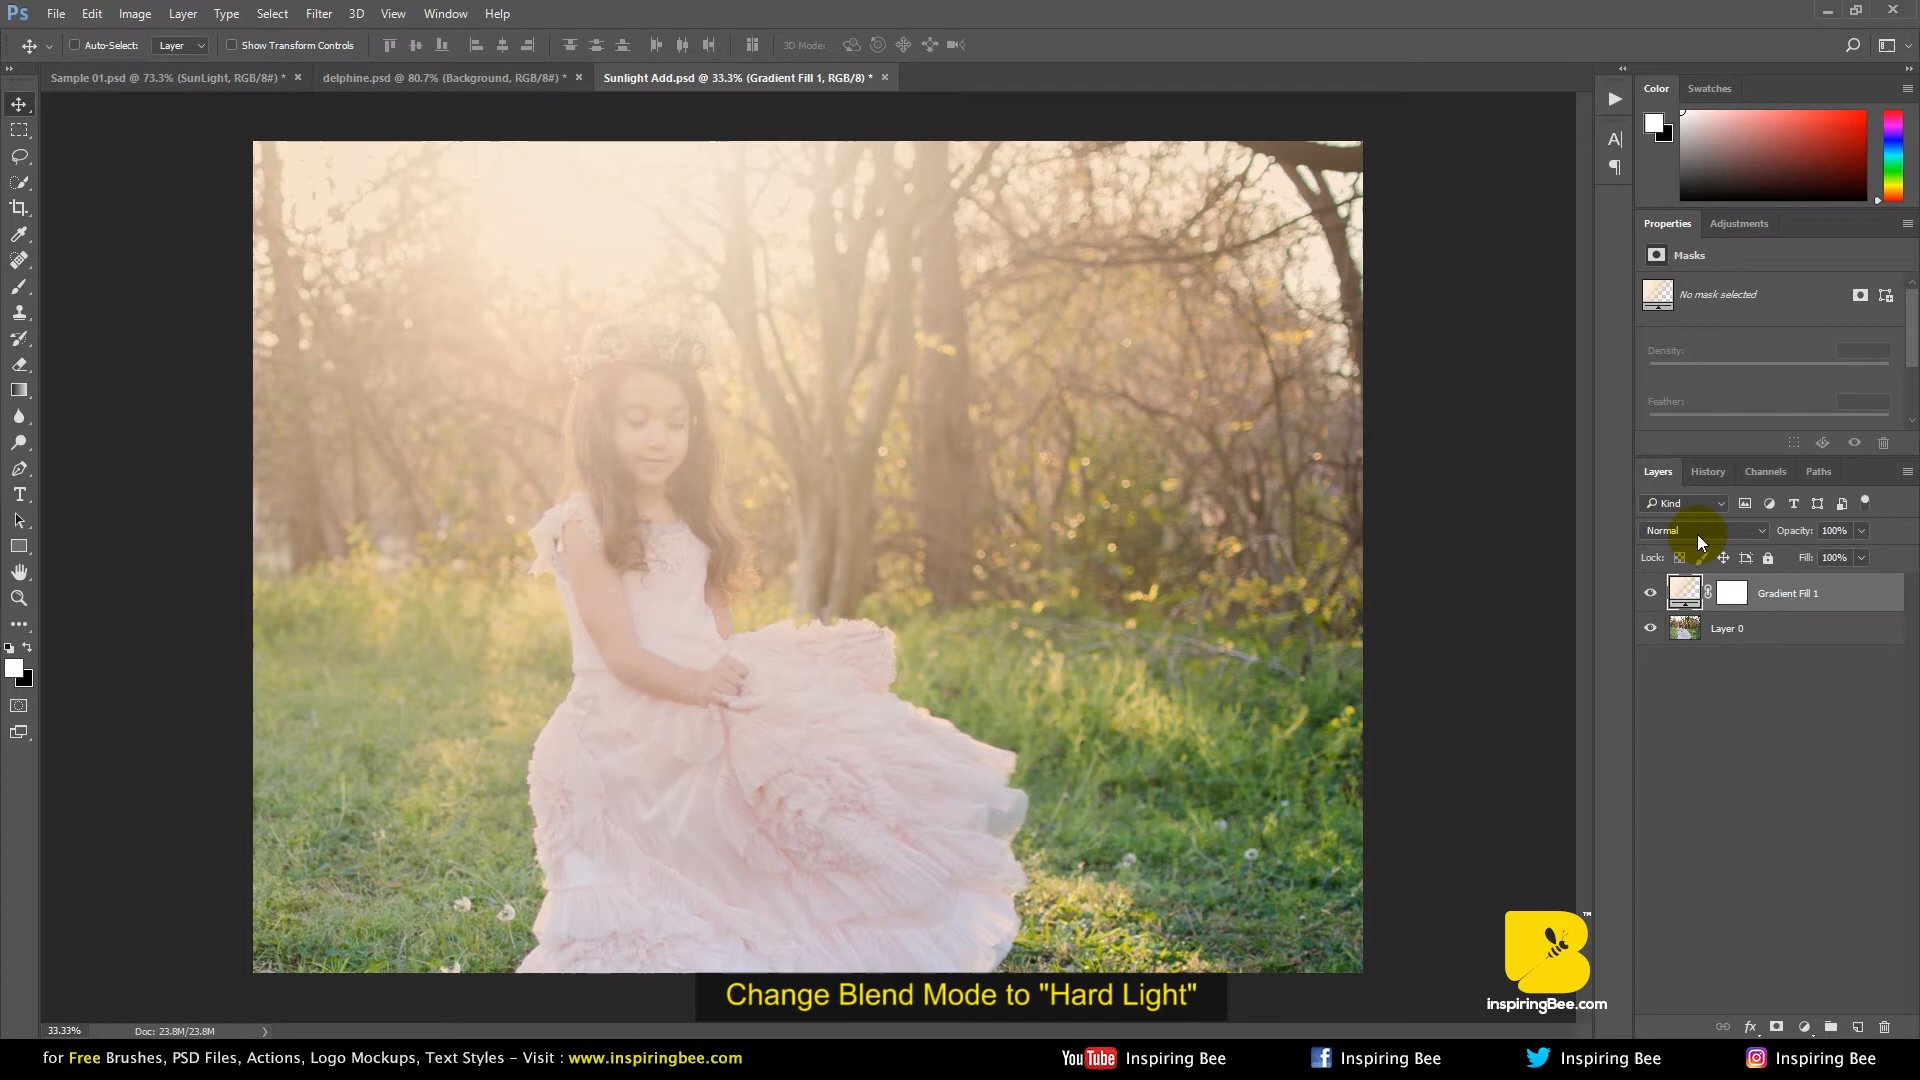 Ps File Edit Image Layer Type Select Filter 3D View Window Help
Auto-Select: Layer Show Transform Controls 3D Mode:
Sample 01.psd @ 73.3% (SunLight, RGB/8#) * delphine.psd @ 80.7% (Background, RGB/8#) * Sunlight Add.psd @ 33.3% (Gradient Fill 1, RGB/8) *
Color Swatches
Properties Adjustments
Masks
No mask selected
Density:
Feather:
Layers History Channels Paths
Kind
Normal Opacity: 100%
Lock: Fill: 100%
Gradient Fill 1
Layer 0
inspiringBee.com
Change Blend Mode to "Hard Light"
33.33% Doc: 23.8M/23.8M
for Free Brushes, PSD Files, Actions, Logo Mockups, Text Styles - Visit : www.inspiringbee.com
YouTube Inspiring Bee Inspiring Bee Inspiring Bee Inspiring Bee